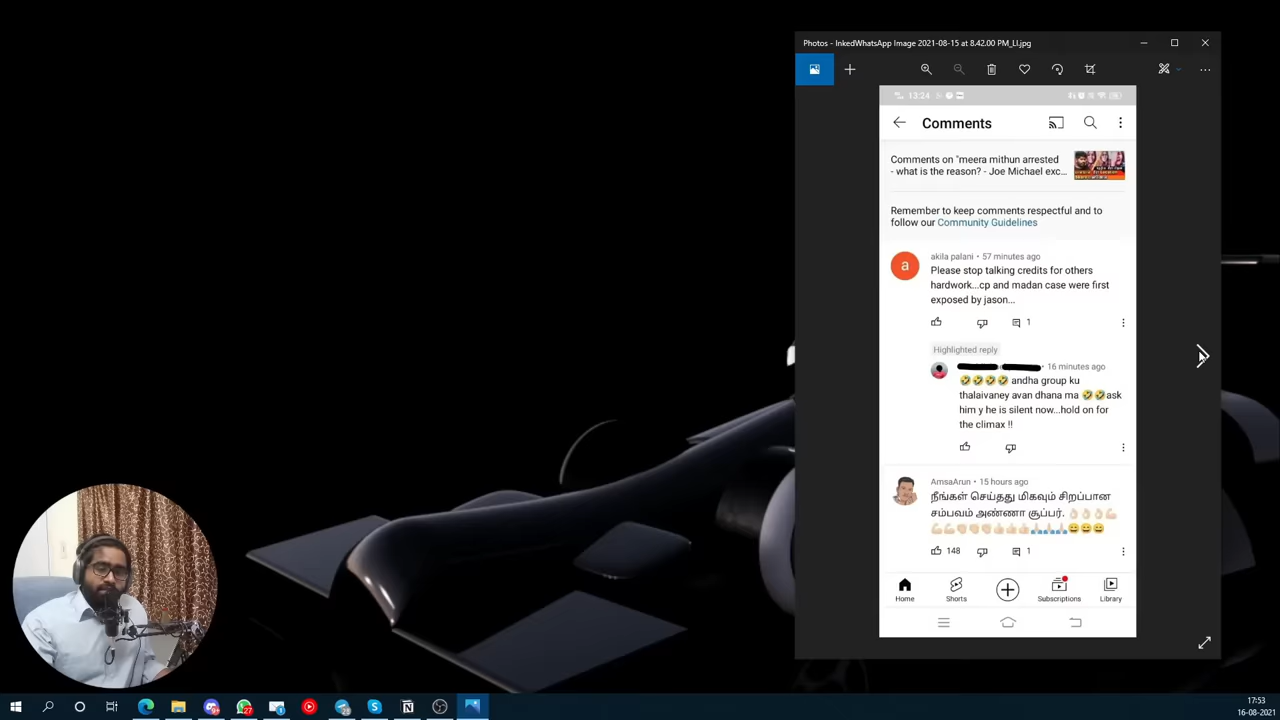 Photos - InkedWhatsApp Image 2021-08-15 at 8.42.00 PM_LI.jpg
13:24
Comments
Comments on "meera mithun arrested
- what is the reason? - Joe Michael exc...
Remember to keep comments respectful and to
follow our Community Guidelines
a
akila palani • 57 minutes ago
Please stop talking credits for others
hardwork...cp and madan case were first
exposed by jason...
1
Highlighted reply
• 16 minutes ago
🤣🤣🤣🤣 andha group ku
thalaivaney avan dhana ma 🤣🤣ask
him y he is silent now...hold on for
the climax !!
AmsaArun • 15 hours ago
நீங்கள் செய்தது மிகவும் சிறப்பான
சம்பவம் அண்ணா சூப்பர். 👌🏻👌🏻👌🏻💪🏻
💪🏻💪🏻👏🏻👏🏻👏🏻👍🏻👍🏻👍🏻🙏🏻🙏🏻🙏🏻😄😄😄
148
1
Home
Shorts
Subscriptions
Library
27
17:53
16-08-2021